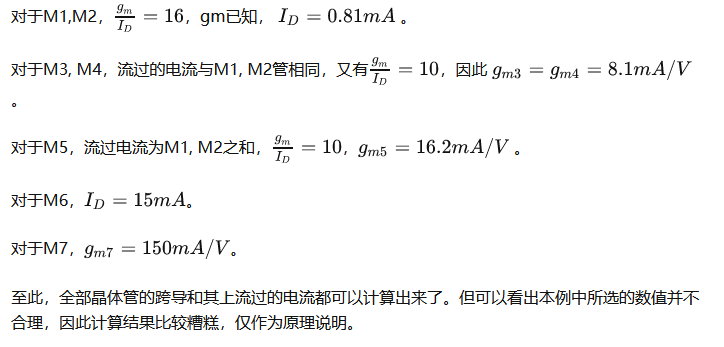 对于M1,M2，$\frac{g_m}{I_D} = 16$，gm已知， $I_D = 0.81mA$ 。
对于M3, M4，流过的电流与M1, M2管相同，又有$\frac{g_m}{I_D} = 10$，因此 $g_{m3} = g_{m4} = 8.1mA/V$
。
对于M5，流过电流为M1, M2之和，$\frac{g_m}{I_D} = 10$，$g_{m5} = 16.2mA/V$ 。
对于M6，$I_D = 15mA$。
对于M7，$g_{m7} = 150mA/V$。
至此，全部晶体管的跨导和其上流过的电流都可以计算出来了。但可以看出本例中所选的数值并不
合理，因此计算结果比较糟糕，仅作为原理说明。